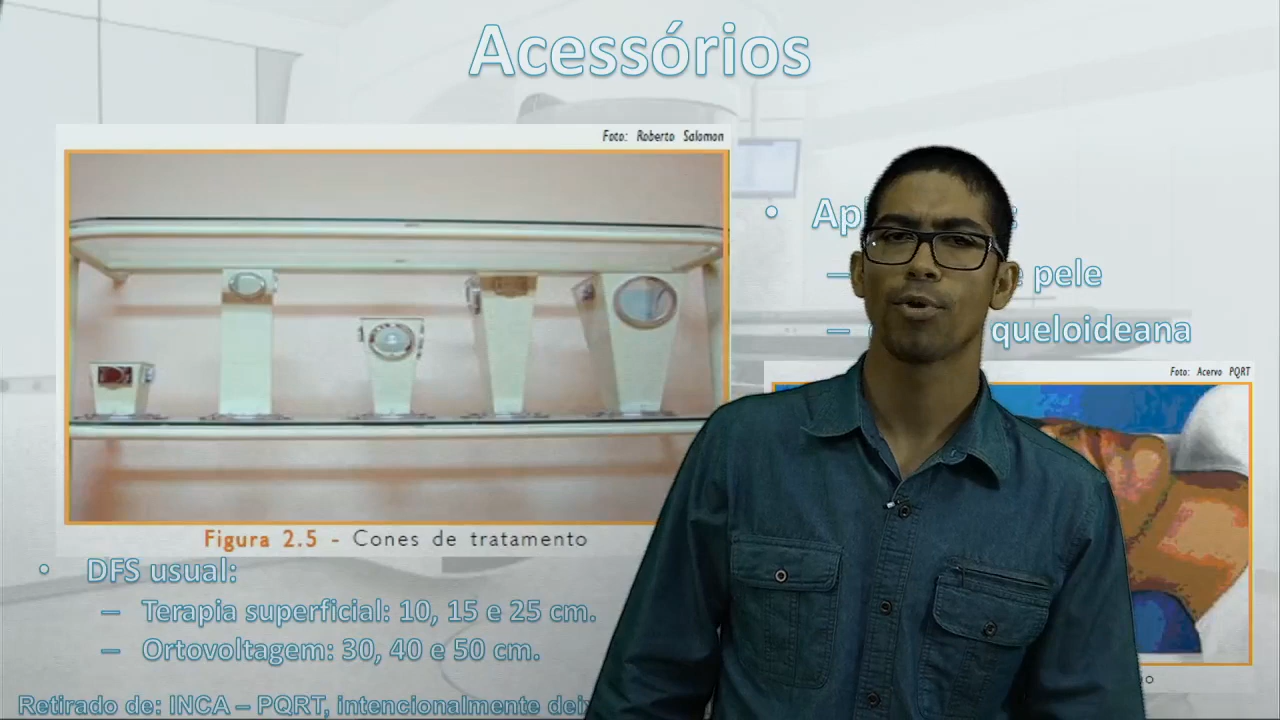 Acessórios
Foto: Roberto Salomon
Figura 2.5 - Cones de tratamento
• DFS usual:
– Terapia superficial: 10, 15 e 25 cm.
– Ortovoltagem: 30, 40 e 50 cm.
•
– pele
– queloideana
Foto: Acervo PQRT
Retirado de: INCA – PQRT, intencionalmente